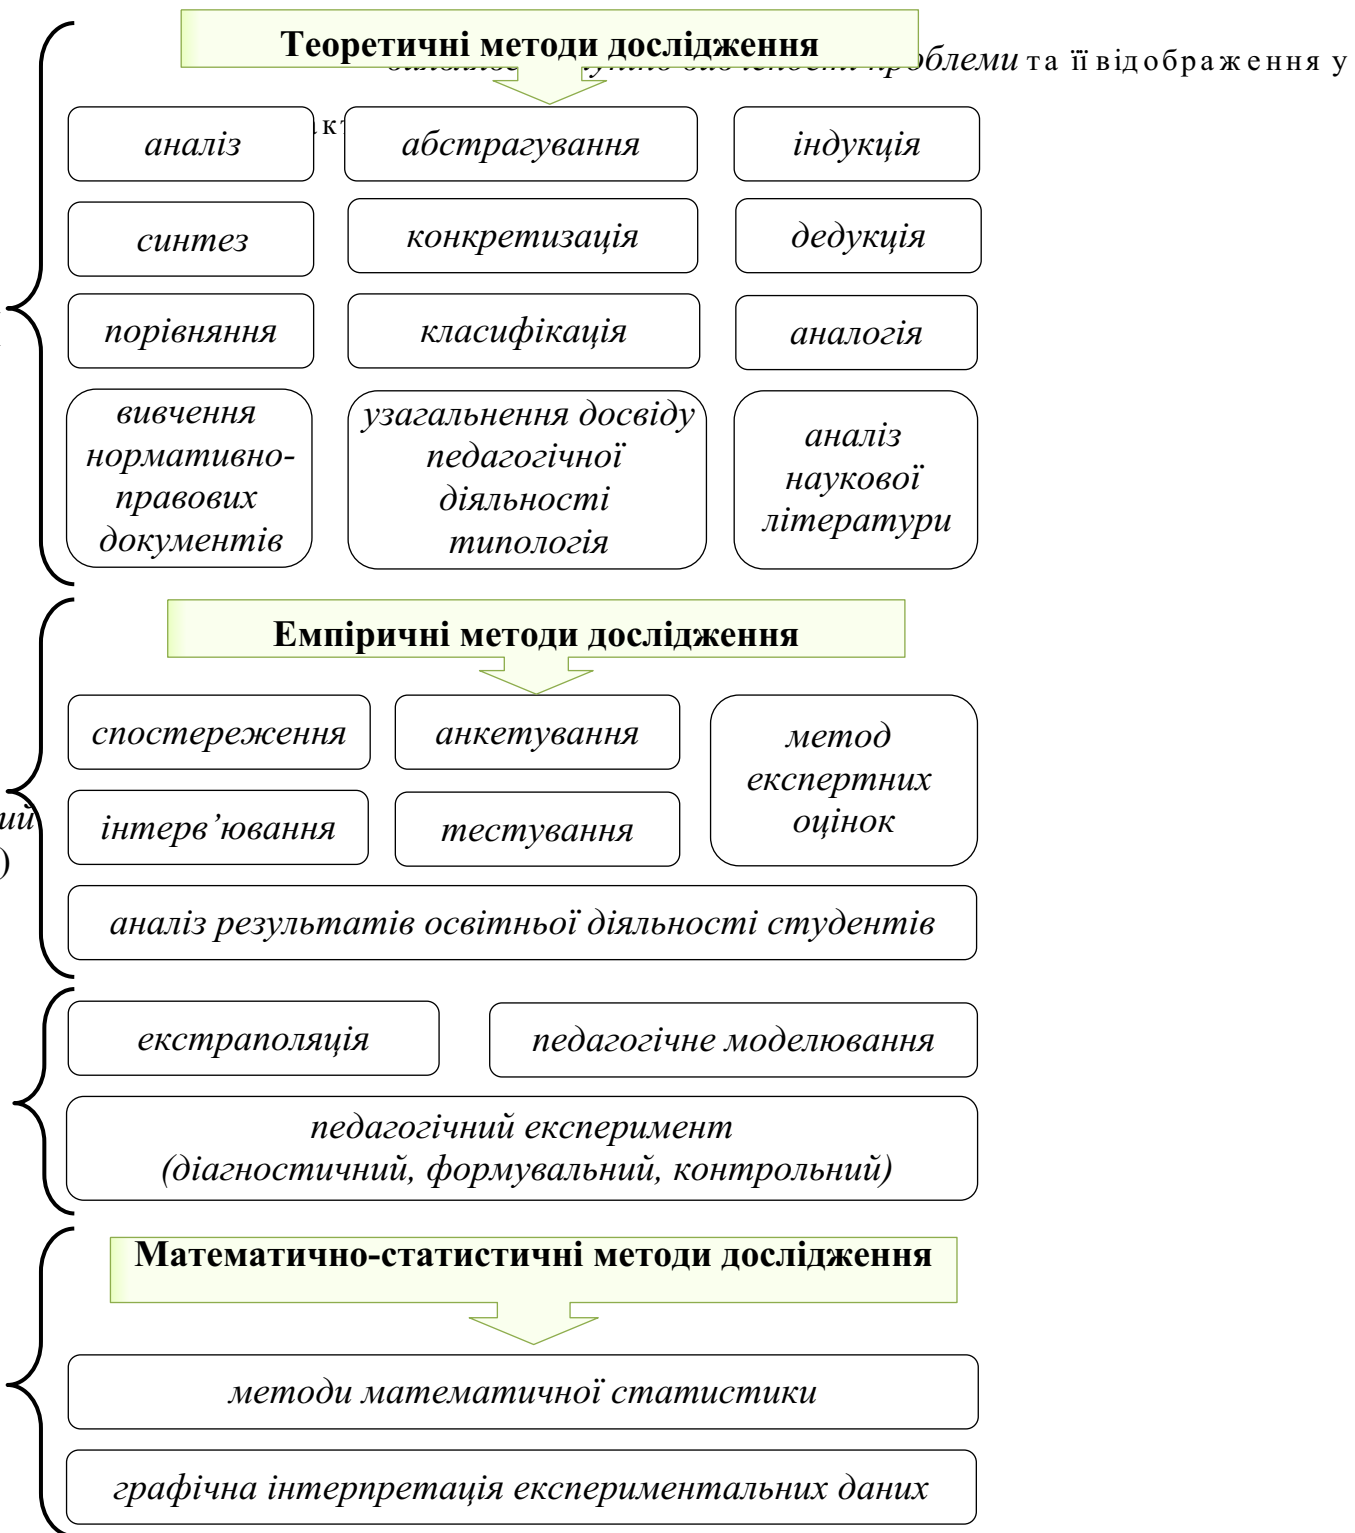 Теоретичні методи дослідження
проблеми та її відображення у
аналіз
абстрагування
індукція
синтез
конкретизація
дедукція
порівняння
класифікація
аналогія
вивчення
нормативно-
правових
документів
узагальнення досвіду
педагогічної
діяльності
типологія
аналіз
наукової
літератури
Емпіричні методи дослідження
спостереження
анкетування
метод
експертних
оцінок
інтерв’ювання
тестування
)
аналіз результатів освітньої діяльності студентів
екстраполяція
педагогічне моделювання
педагогічний експеримент
(діагностичний, формувальний, контрольний)
Математично-статистичні методи дослідження
методи математичної статистики
графічна інтерпретація експериментальних даних